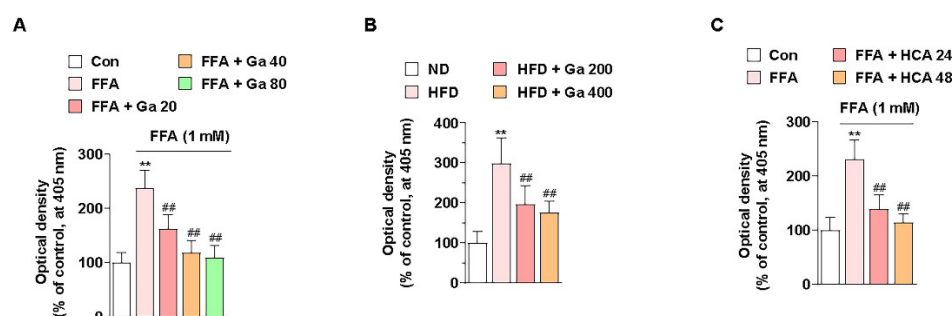 A
Con
FFA
FFA + Ga 20
FFA + Ga 40
FFA + Ga 80
FFA (1 mM)
Optical density
(% of control, at 405 nm)
300
200
100
0
**
##
##
##
B
ND
HFD
HFD + Ga 200
HFD + Ga 400
Optical density
(% of control, at 405 nm)
400
300
200
100
0
**
##
##
C
Con
FFA
FFA + HCA 24
FFA + HCA 48
FFA (1 mM)
Optical density
(% of control, at 405 nm)
300
200
100
0
**
##
##